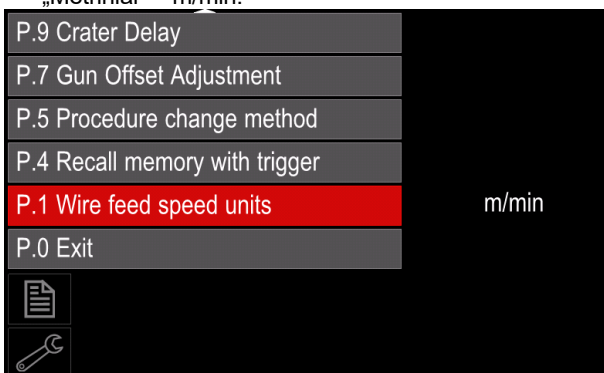 m/min.
P.9 Crater Delay
P.7 Gun Offset Adjustment
P.5 Procedure change method
P.4 Recall memory with trigger
P.1 Wire feed speed units m/min
P.0 Exit